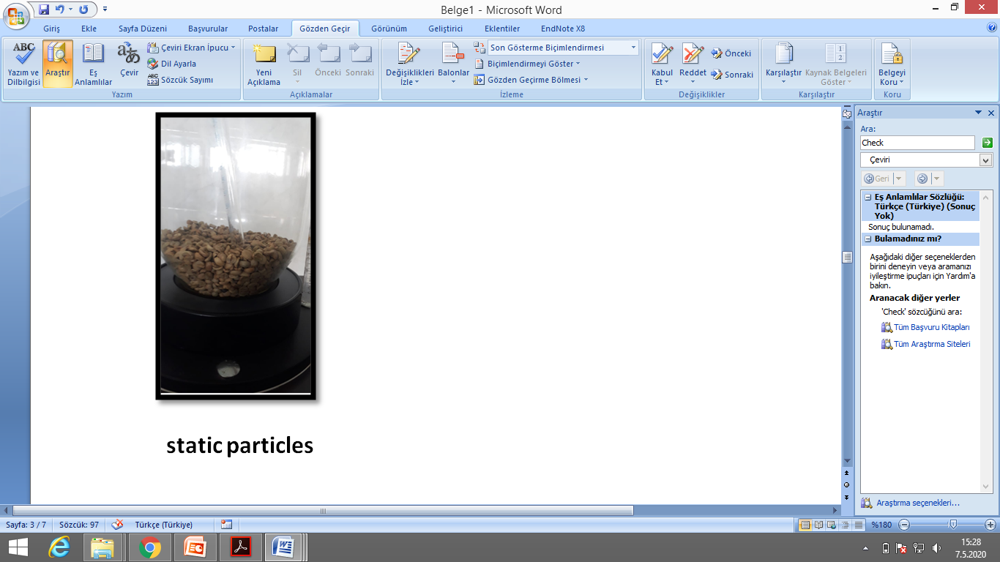 Belge1 - Microsoft Word
Giriş Ekle Sayfa Düzeni Başvurular Postalar Gözden Geçir Görünüm Geliştirici Eklentiler EndNote X8
ABC
Yazım ve Dilbilgisi
Araştır
Eş Anlamlılar
Çevir
Çeviri Ekran İpucu
Dil Ayarla
ABC 123 Sözcük Sayımı
Yazım
Yeni Açıklama
Sil
Önceki
Sonraki
Açıklamalar
Değişiklikleri İzle
Balonlar
Son Gösterme Biçimlendirmesi
Biçimlendirmeyi Göster
Gözden Geçirme Bölmesi
İzleme
Kabul Et
Reddet
Önceki
Sonraki
Değişiklikler
Karşılaştır
Kaynak Belgeleri Göster
Karşılaştır
Belgeyi Koru
Koru
static particles
Araştır
Ara:
Check
Çeviri
Geri
Eş Anlamlılar Sözlüğü:
Türkçe (Türkiye) (Sonuç
Yok)
Sonuç bulunamadı.
Bulamadınız mı?
Aşağıdaki diğer seçeneklerden
birini deneyin veya aramanızı
iyileştirme ipuçları için Yardım'a
bakın.
Aranacak diğer yerler
'Check' sözcüğünü ara:
Tüm Başvuru Kitapları
Tüm Araştırma Siteleri
Araştırma seçenekleri...
Sayfa: 3 / 7 Sözcük: 97 Türkçe (Türkiye) %180
15:28
7.5.2020